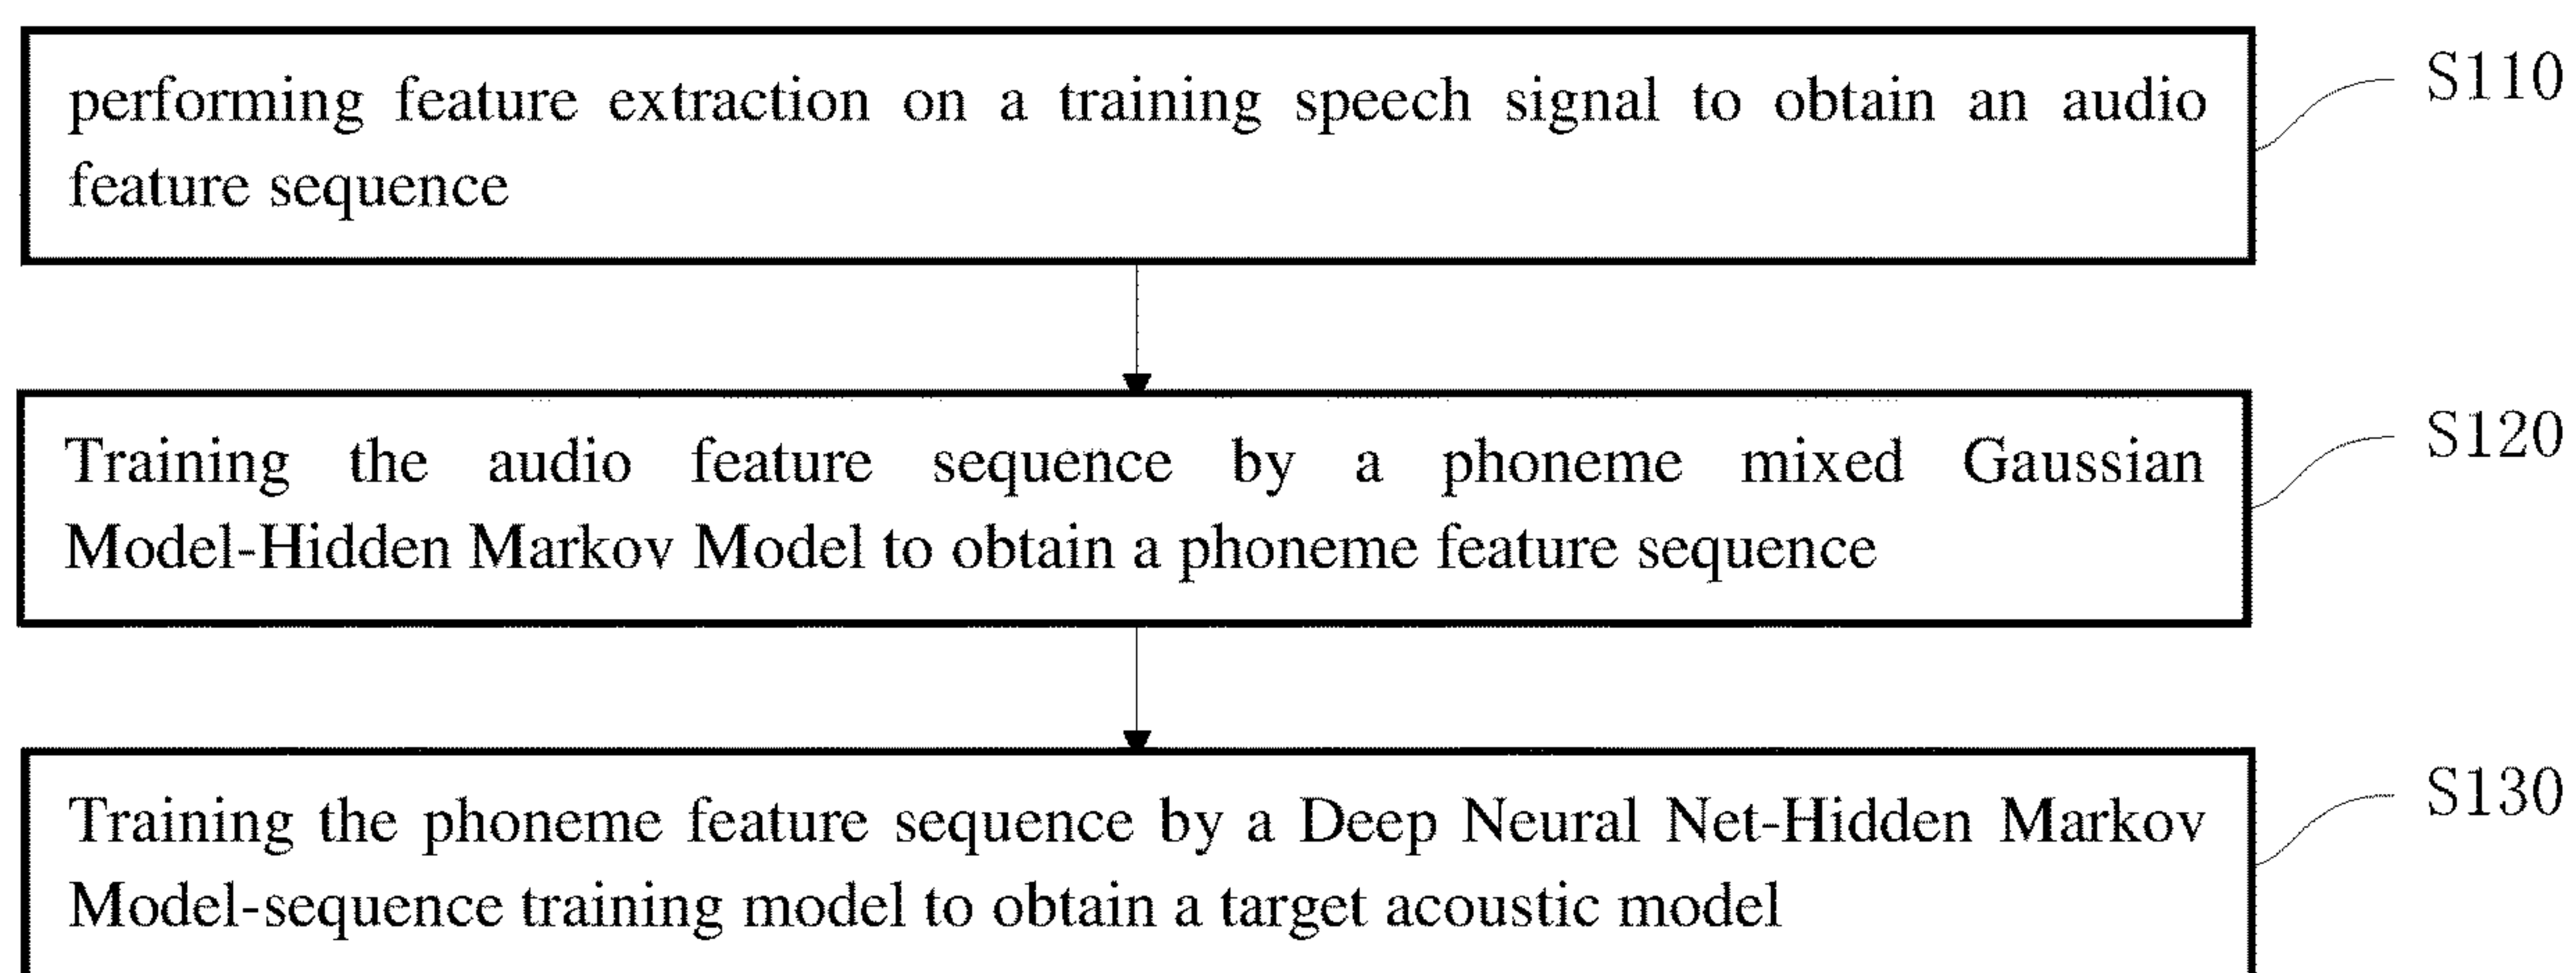 performing feature extraction on a training speech signal to obtain an audio
feature sequence
S110
Training the audio feature sequence by a phoneme mixed Gaussian
Model-Hidden Markov Model to obtain a phoneme feature sequence
S120
Training the phoneme feature sequence by a Deep Neural Net-Hidden Markov
Model-sequence training model to obtain a target acoustic model
S130